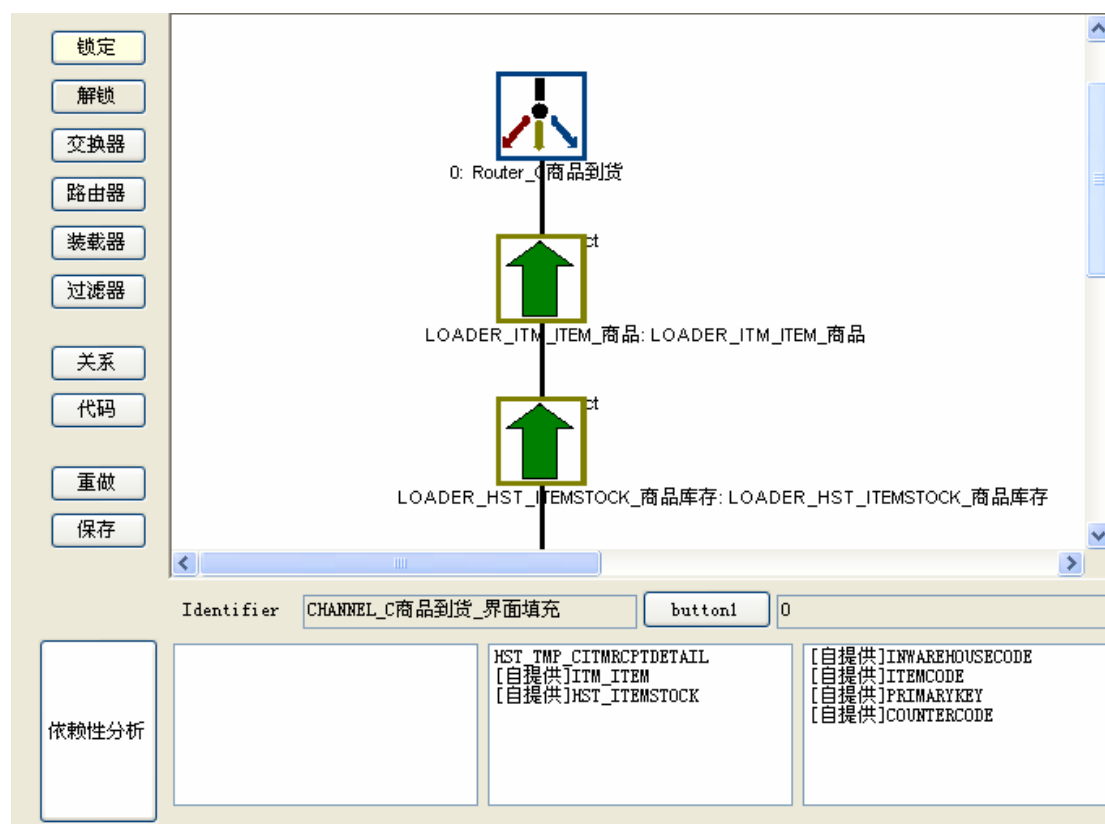 锁定
解锁
交换器
路由器
装载器
过滤器
关系
代码
重做
保存
0: Router_C商品到货
ct
LOADER_ITM_ITEM_商品: LOADER_ITM_ITEM_商品
ct
LOADER_HST_ITEMSTOCK_商品库存: LOADER_HST_ITEMSTOCK_商品库存
Identifier CHANNEL_C商品到货_界面填充 button1 0
依赖性分析
HST_TMP_CITMRCPTDETAIL
[自提供]ITM_ITEM
[自提供]HST_ITEMSTOCK
[自提供]INWAREHOUSECODE
[自提供]ITEMCODE
[自提供]PRIMARYKEY
[自提供]COUNTERCODE